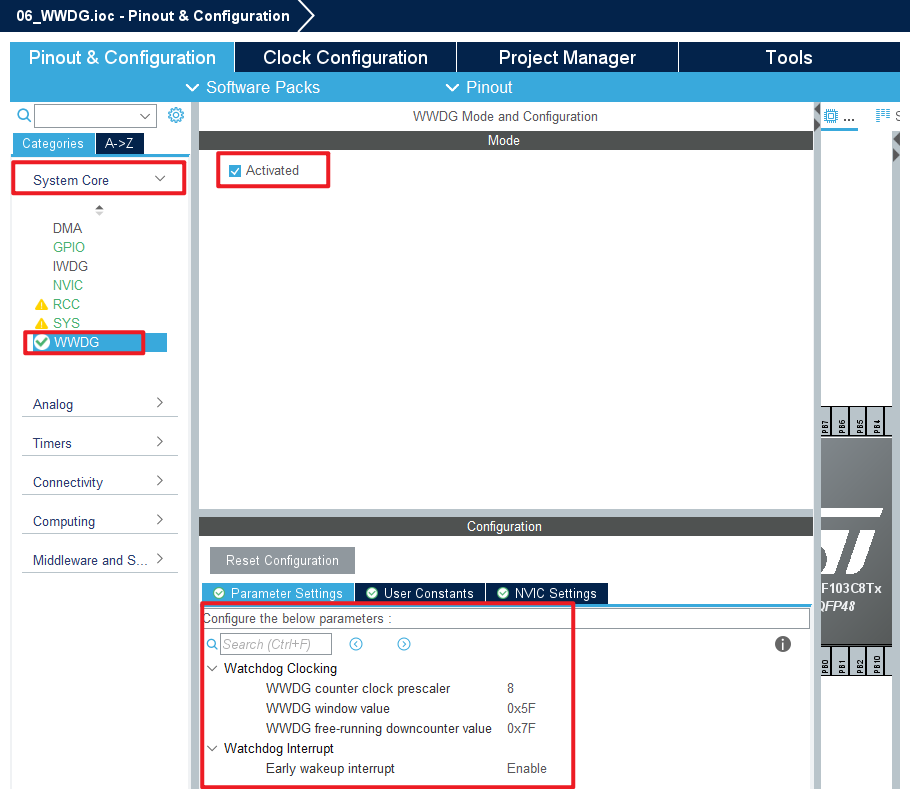 06_WWDG.ioc - Pinout & Configuration
Pinout & Configuration
Clock Configuration
Project Manager
Tools
Software Packs
Pinout
WWDG Mode and Configuration
...
S
Categories
A->Z
Mode
System Core
Activated
DMA
GPIO
IWDG
NVIC
RCC
SYS
WWDG
Analog
Timers
Connectivity
Computing
Middleware and S...
PB7
PB6
PB5
PB4
Configuration
Reset Configuration
Parameter Settings
User Constants
NVIC Settings
F103C8Tx
QFP48
Configure the below parameters :
Search (Ctrl+F)
Watchdog Clocking
WWDG counter clock prescaler 8
WWDG window value 0x5F
WWDG free-running downcounter value 0x7F
Watchdog Interrupt
Early wakeup interrupt Enable
PB0
PB1
PB2
PB10